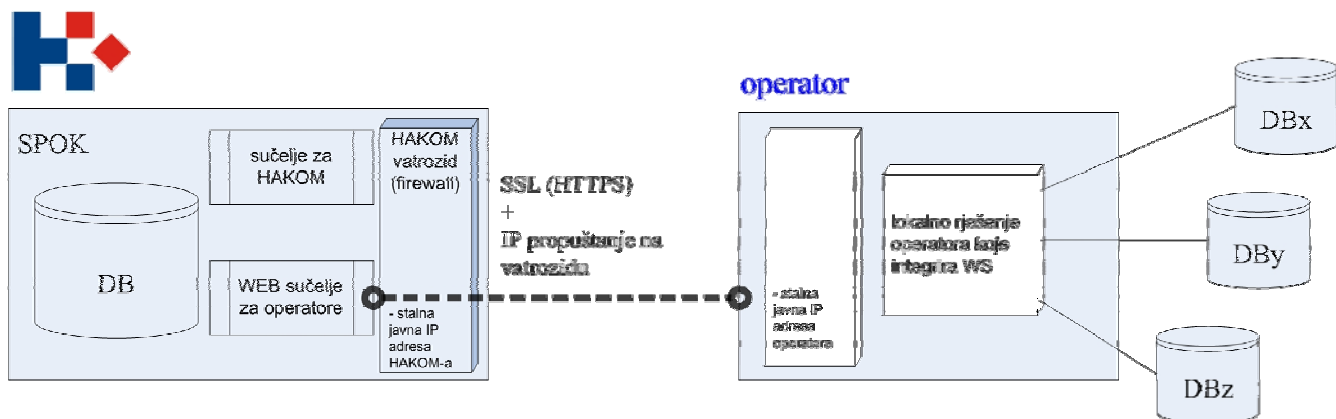 SPOK
DB
sučelje za
HAKOM
WEB sučelje
za operatore
HAKOM
vatrozid
(firewall)
- stalna
javna IP
adresa
HAKOM-a
SSL (HTTPS)
+
IP propuštanje na
vatrozidu
operator
- stalna
javna IP
adresa
operatora
lokalno rješenje
operatora koje
integrira WS
DBx
DBy
DBz